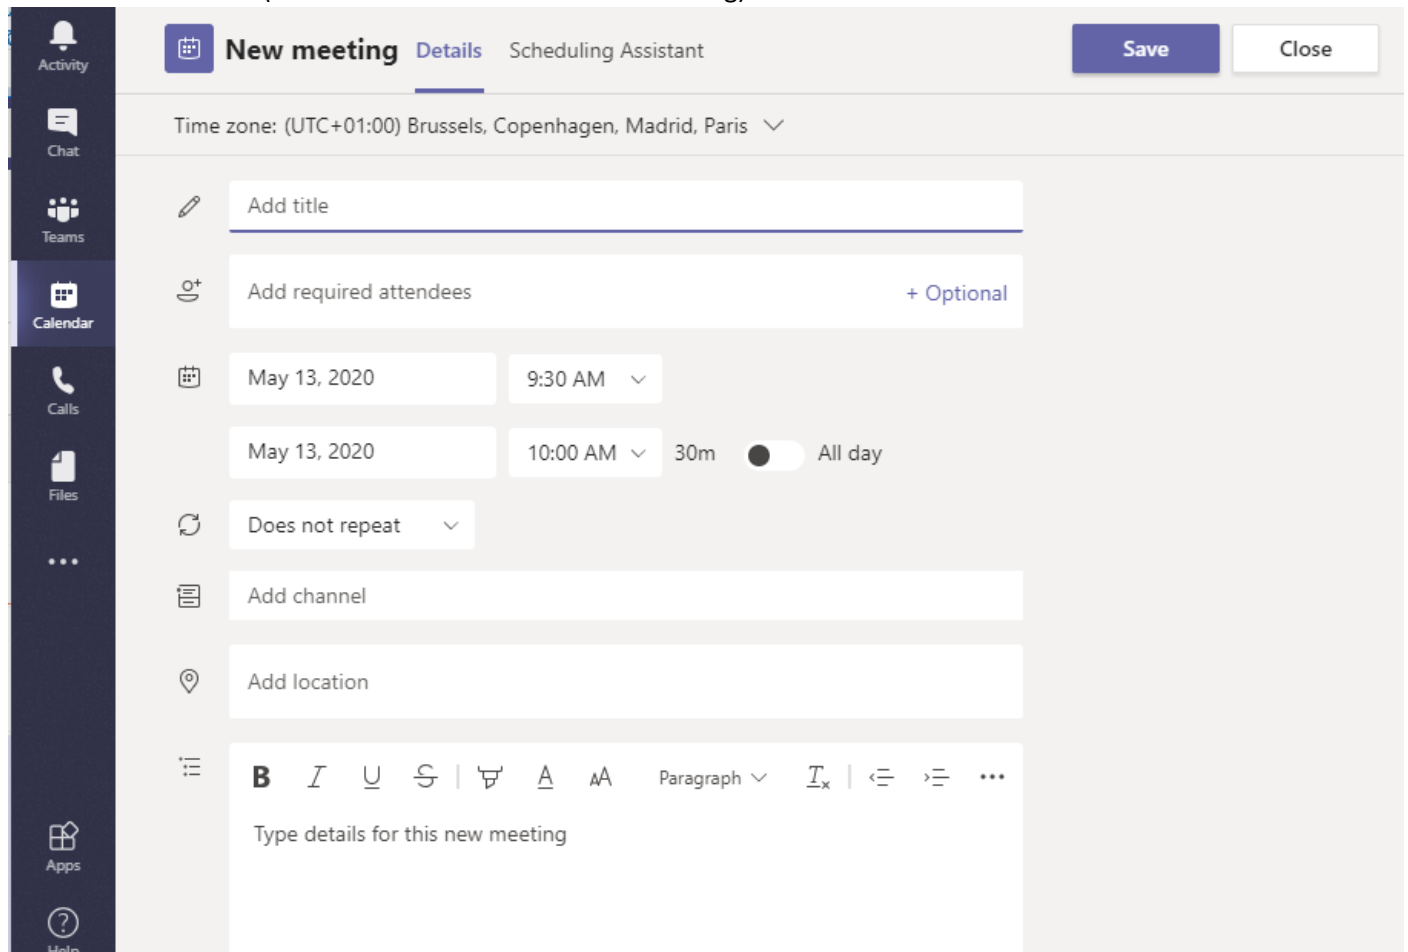 Activity
New meeting Details Scheduling Assistant Save Close
Time zone: (UTC+01:00) Brussels, Copenhagen, Madrid, Paris
Chat
Add title
Teams
Add required attendees + Optional
Calendar
May 13, 2020 9:30 AM
Calls
May 13, 2020 10:00 AM 30m All day
Files
Does not repeat
Add channel
Add location
B I U S A AA Paragraph Tx
Type details for this new meeting
Apps
Help